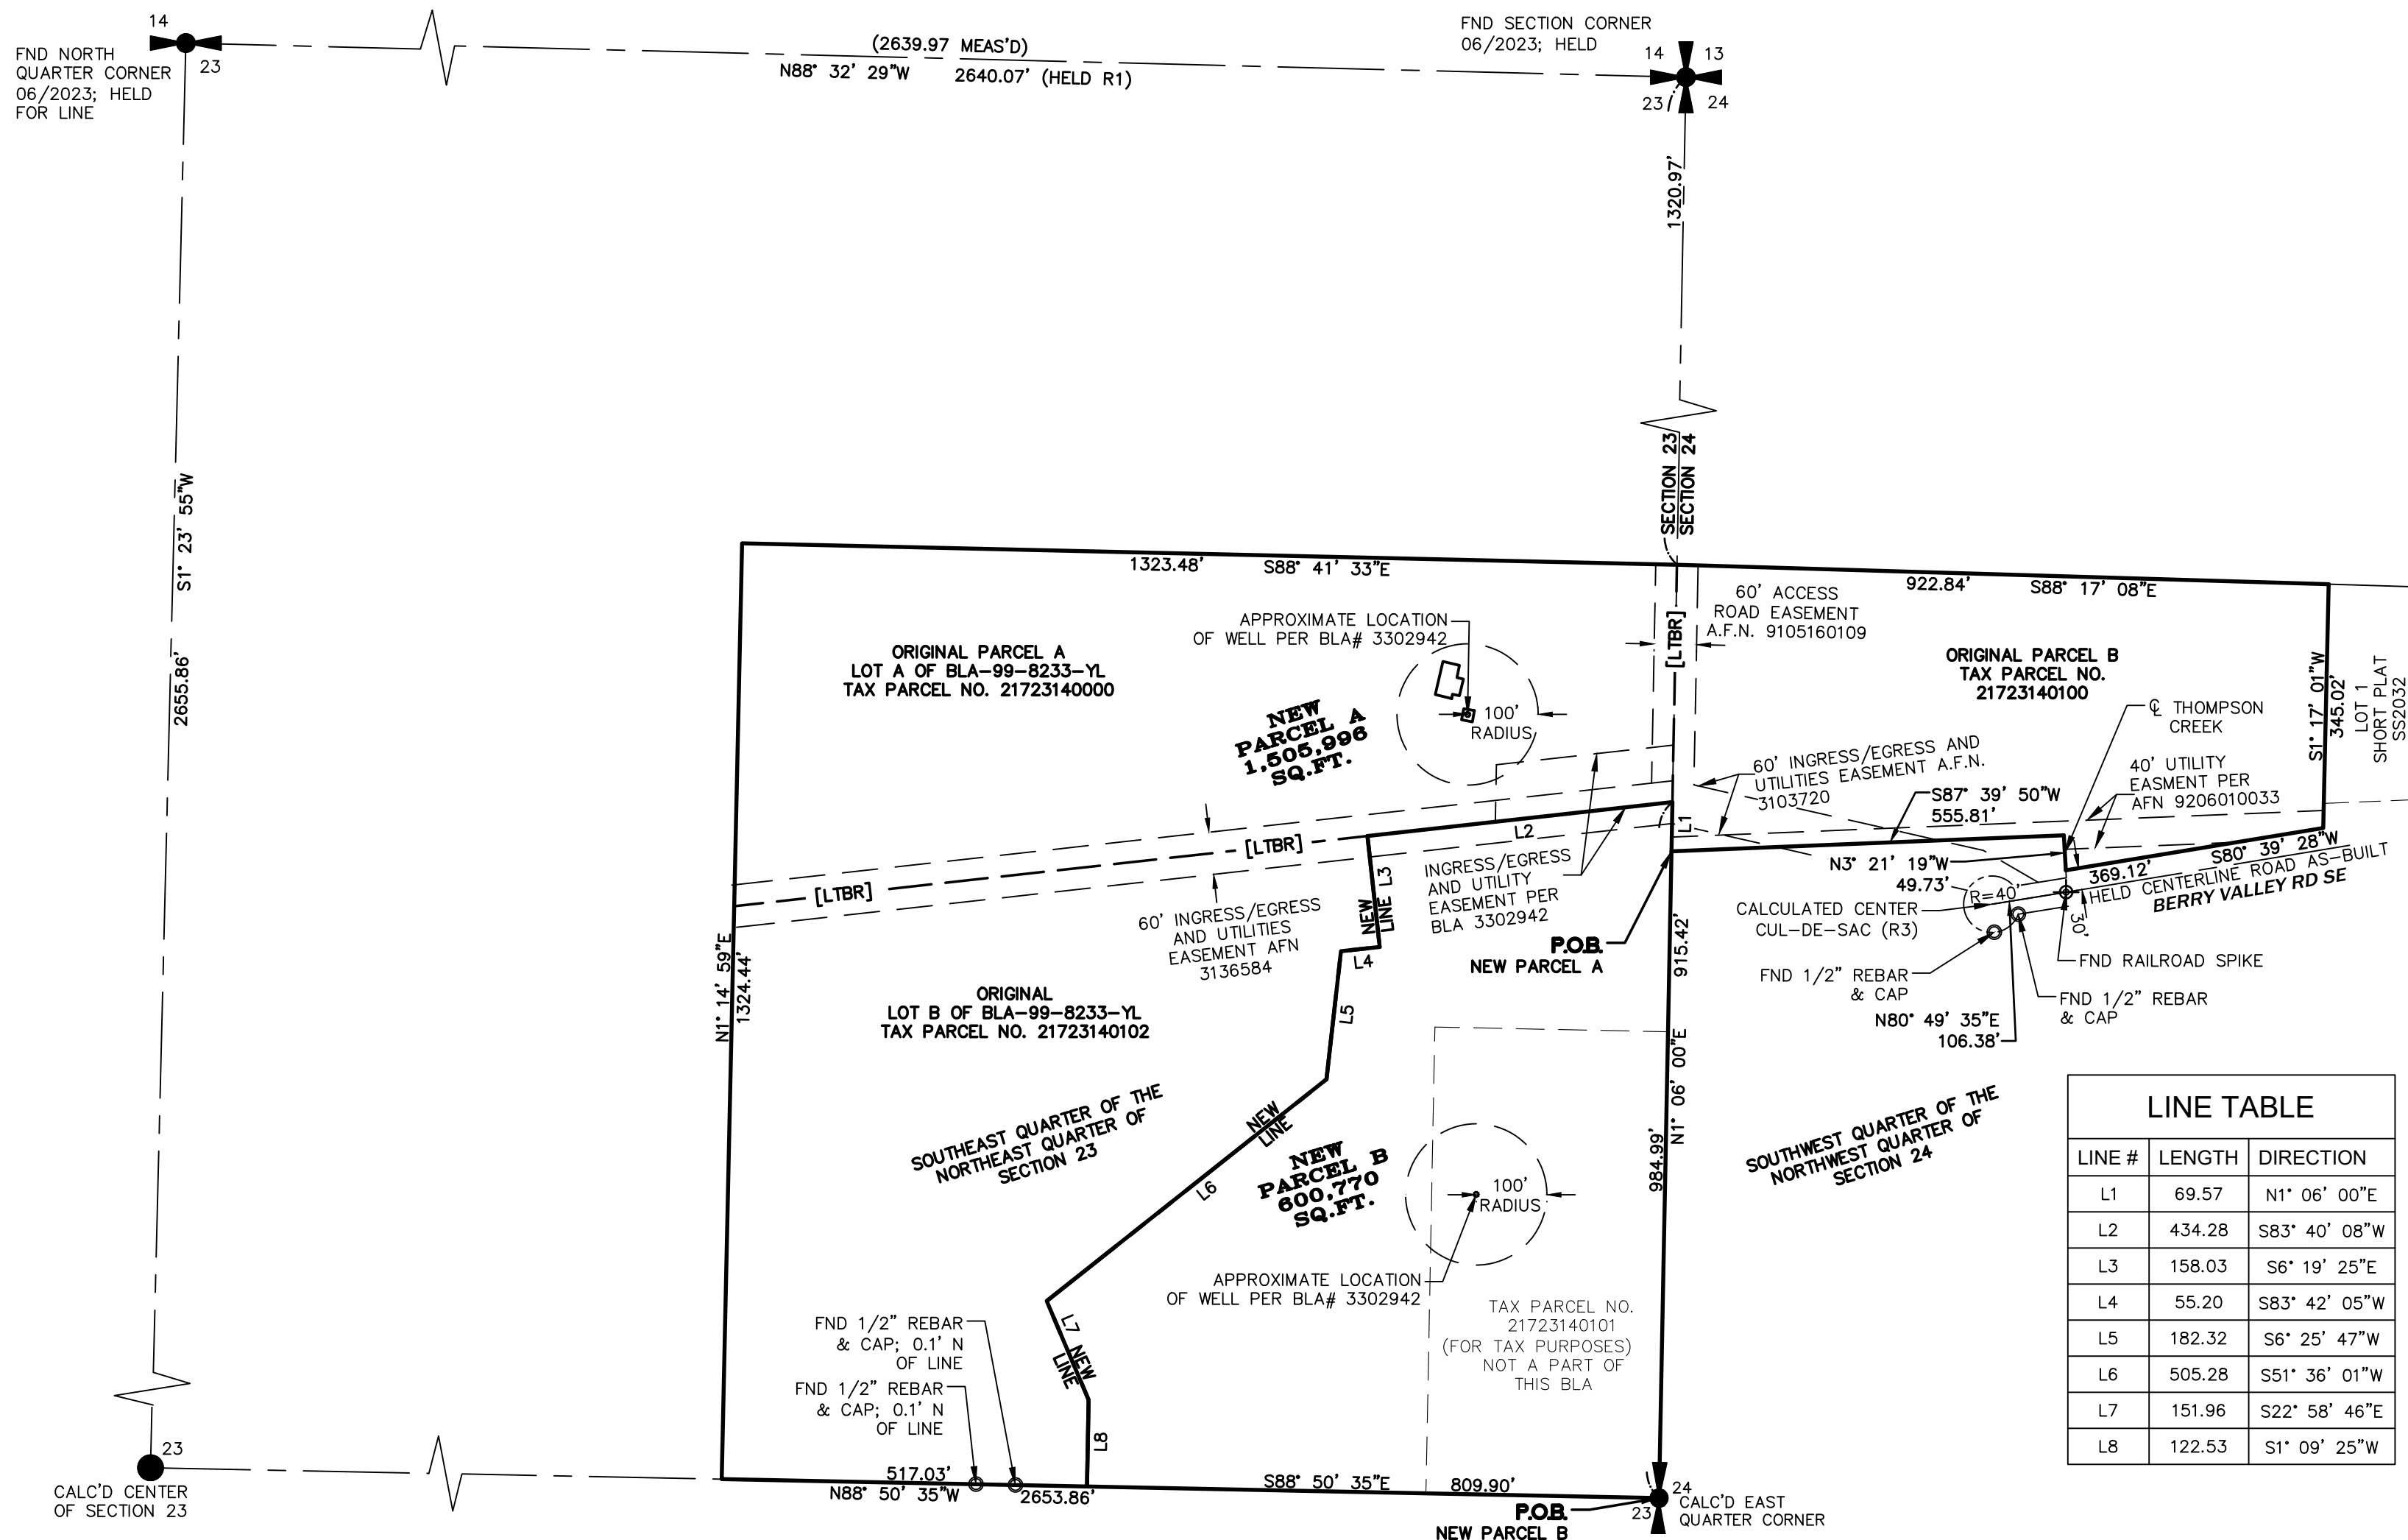 14
FND NORTH
QUARTER CORNER
06/2023; HELD
FOR LINE
23
(2639.97 MEAS'D)
N88° 32' 29"W 2640.07' (HELD R1)
FND SECTION CORNER
06/2023; HELD
14 13
23 24
1320.97'
SECTION 23
SECTION 24
S1° 23' 55"W
2655.86'
1323.48' S88° 41' 33"E
922.84' S88° 17' 08"E
60' ACCESS
ROAD EASEMENT
A.F.N. 9105160109
[LTBR]
APPROXIMATE LOCATION
OF WELL PER BLA# 3302942
ORIGINAL PARCEL A
LOT A OF BLA-99-8233-YL
TAX PARCEL NO. 21723140000
ORIGINAL PARCEL B
TAX PARCEL NO.
21723140100
S1° 17' 01"W
345.02'
LOT 1
SHORT PLAT
SS2032
NEW
PARCEL A
1,505,996
SQ.FT.
100'
RADIUS
℄ THOMPSON
CREEK
60' INGRESS/EGRESS AND
UTILITIES EASEMENT A.F.N.
3103720
40' UTILITY
EASMENT PER
AFN 9206010033
S87° 39' 50"W
555.81'
L1
L2
[LTBR]
[LTBR]
INGRESS/EGRESS
AND UTILITY
EASEMENT PER
BLA 3302942
NEW
LINE L3
N3° 21' 19"W
49.73'
S80° 39' 28"W
369.12'
HELD CENTERLINE ROAD AS-BUILT
BERRY VALLEY RD SE
R=40'
30'
CALCULATED CENTER
CUL-DE-SAC (R3)
60' INGRESS/EGRESS
AND UTILITIES
EASEMENT AFN
3136584
P.O.B.
NEW PARCEL A
L4
915.42'
FND RAILROAD SPIKE
FND 1/2" REBAR
& CAP
FND 1/2" REBAR
& CAP
N80° 49' 35"E
106.38'
N1° 14' 59"E
1324.44'
ORIGINAL
LOT B OF BLA-99-8233-YL
TAX PARCEL NO. 21723140102
L5
N1° 06' 00"E
984.99'
SOUTHEAST QUARTER OF THE
NORTHEAST QUARTER OF
SECTION 23
NEW
LINE
L6
NEW
PARCEL B
600,770
SQ.FT.
100'
RADIUS
SOUTHWEST QUARTER OF THE
NORTHWEST QUARTER OF
SECTION 24
APPROXIMATE LOCATION
OF WELL PER BLA# 3302942
TAX PARCEL NO.
21723140101
(FOR TAX PURPOSES)
NOT A PART OF
THIS BLA
L7 NEW
LINE
L8
FND 1/2" REBAR
& CAP; 0.1' N
OF LINE
FND 1/2" REBAR
& CAP; 0.1' N
OF LINE
23
CALC'D CENTER
OF SECTION 23
517.03'
N88° 50' 35"W 2653.86'
S88° 50' 35"E 809.90'
P.O.B.
NEW PARCEL B
24
23
CALC'D EAST
QUARTER CORNER
LINE TABLE
LINE # LENGTH DIRECTION
L1 69.57 N1° 06' 00"E
L2 434.28 S83° 40' 08"W
L3 158.03 S6° 19' 25"E
L4 55.20 S83° 42' 05"W
L5 182.32 S6° 25' 47"W
L6 505.28 S51° 36' 01"W
L7 151.96 S22° 58' 46"E
L8 122.53 S1° 09' 25"W